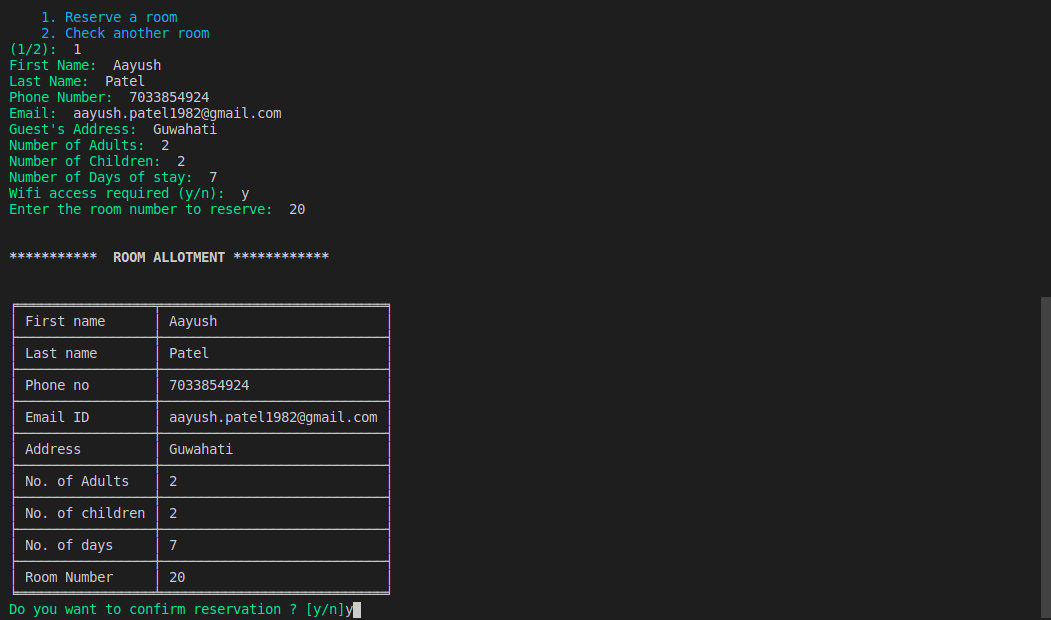 1. Reserve a room
2. Check another room
(1/2): 1
First Name: Aayush
Last Name: Patel
Phone Number: 7033854924
Email: aayush.patel1982@gmail.com
Guest's Address: Guwahati
Number of Adults: 2
Number of Children: 2
Number of Days of stay: 7
Wifi access required (y/n): y
Enter the room number to reserve: 20
*********** ROOM ALLOTMENT ************
First name Aayush
Last name Patel
Phone no 7033854924
Email ID aayush.patel1982@gmail.com
Address Guwahati
No. of Adults 2
No. of children 2
No. of days 7
Room Number 20
Do you want to confirm reservation ? [y/n]y